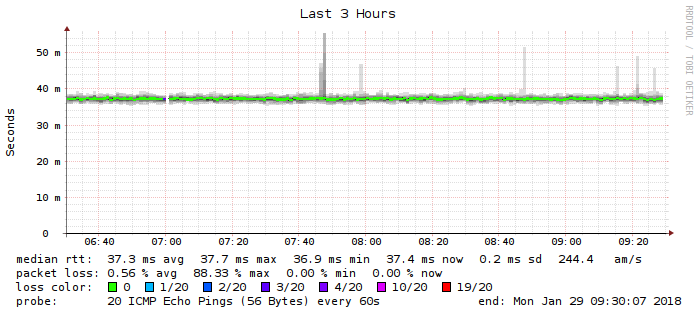 Last 3 Hours
RRDTOOL / TOBI OETIKER
Seconds
50 m
40 m
30 m
20 m
10 m
0
06:40 07:00 07:20 07:40 08:00 08:20 08:40 09:00 09:20
median rtt: 37.3 ms avg 37.7 ms max 36.9 ms min 37.4 ms now 0.2 ms sd 244.4 am/s
packet loss: 0.56 % avg 88.33 % max 0.00 % min 0.00 % now
loss color: 0 1/20 2/20 3/20 4/20 10/20 19/20
probe: 20 ICMP Echo Pings (56 Bytes) every 60s end: Mon Jan 29 09:30:07 2018